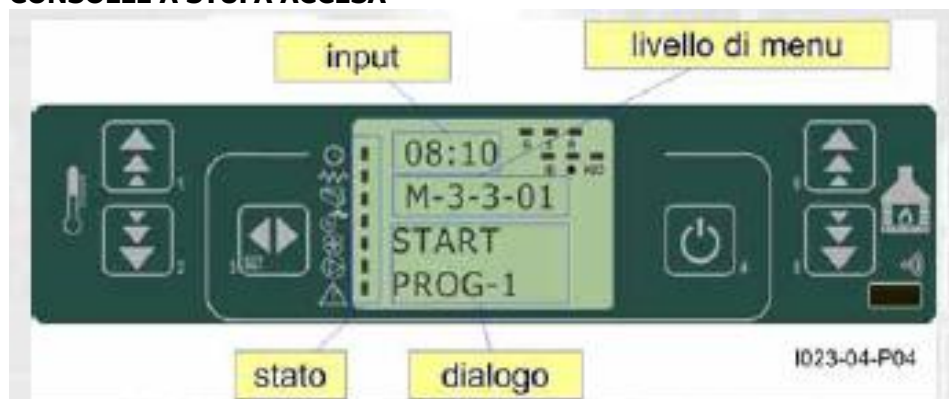 CONSOLLE A STUFA ACCESA
input
livello di menu
08:10
M-3-3-01
START
PROG-1
SET
stato
dialogo
I023-04-P04